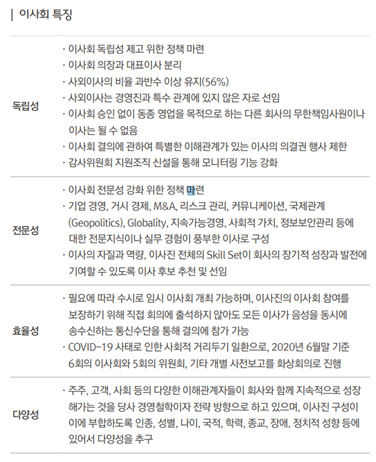 이사회 특징
독립성
· 이사회 독립성 제고 위한 정책 마련
· 이사회 의장과 대표이사 분리
· 사외이사의 비율 과반수 이상 유지(56%)
· 사외이사는 경영진과 특수 관계에 있지 않은 자로 선임
· 이사회 승인 없이 동종 영업을 목적으로 하는 다른 회사의 무한책임사원이나
이사는 될 수 없음
· 이사회 결의에 관하여 특별한 이해관계가 있는 이사의 의결권 행사 제한
· 감사위원회 지원조직 신설을 통해 모니터링 기능 강화
전문성
· 이사회 전문성 강화 위한 정책 마련
· 기업 경영, 거시 경제, M&A, 리스크 관리, 커뮤니케이션, 국제관계
(Geopolitics), Globality, 지속가능경영, 사회적 가치, 정보보안관리 등에
대한 전문지식이나 실무 경험이 풍부한 이사로 구성
· 이사의 자질과 역량, 이사진 전체의 Skill Set이 회사의 장기적 성장과 발전에
기여할 수 있도록 이사 후보 추천 및 선임
효율성
· 필요에 따라 수시로 임시 이사회 개최 가능하며, 이사진의 이사회 참여를
보장하기 위해 직접 회의에 출석하지 않아도 모든 이사가 음성을 동시에
송수신하는 통신수단을 통해 결의에 참가 가능
· COVID-19 사태로 인한 사회적 거리두기 일환으로, 2020년 6월말 기준
6회의 이사회와 5회의 위원회, 기타 개별 사전보고를 화상회의로 진행
다양성
· 주주, 고객, 사회 등의 다양한 이해관계자들이 회사와 함께 지속적으로 성장
해가는 것을 당사 경영철학이자 전략 방향으로 하고 있으며, 이사진 구성이
이에 부합하도록 인종, 성별, 나이, 국적, 학력, 종교, 장애, 정치적 성향 등에
있어서 다양성을 추구